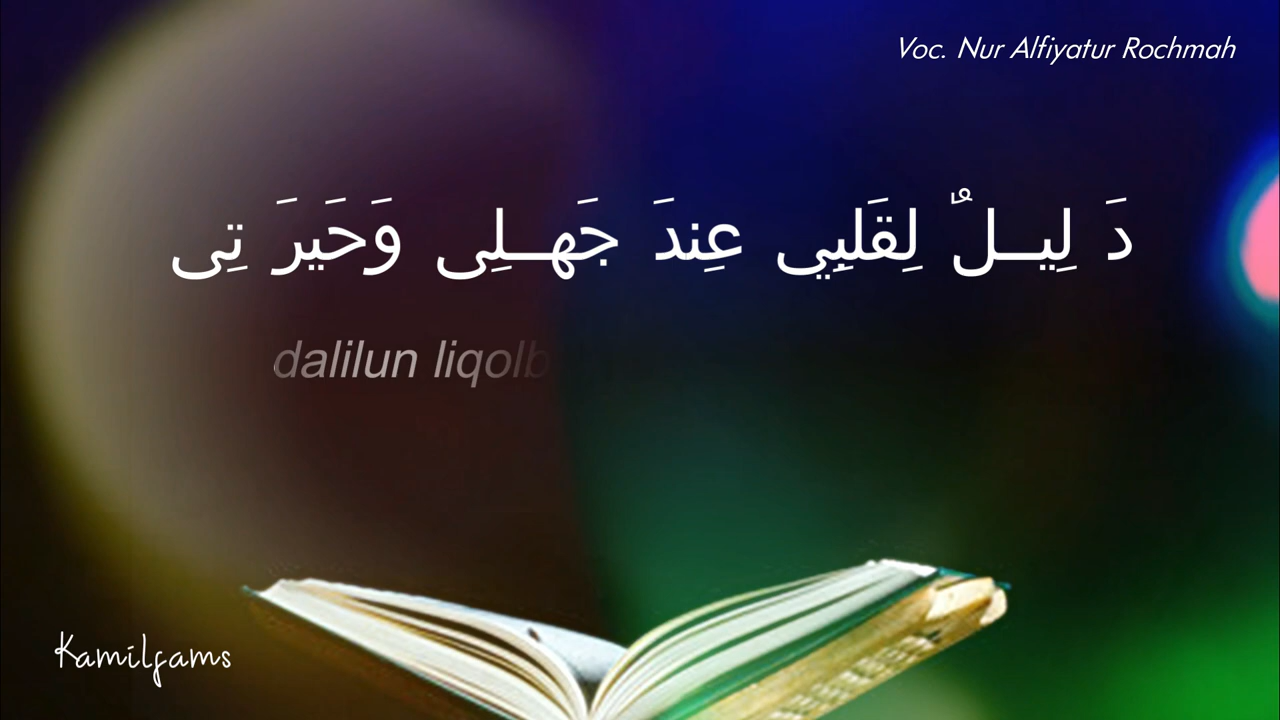 Voc. Nur Alfiyatur Rochmah
دَ لِيــلٌ لِقَلبِي عِندَ جَهــلِى وَحَيرَ تِى
dalilun liqolb
Kamilfams